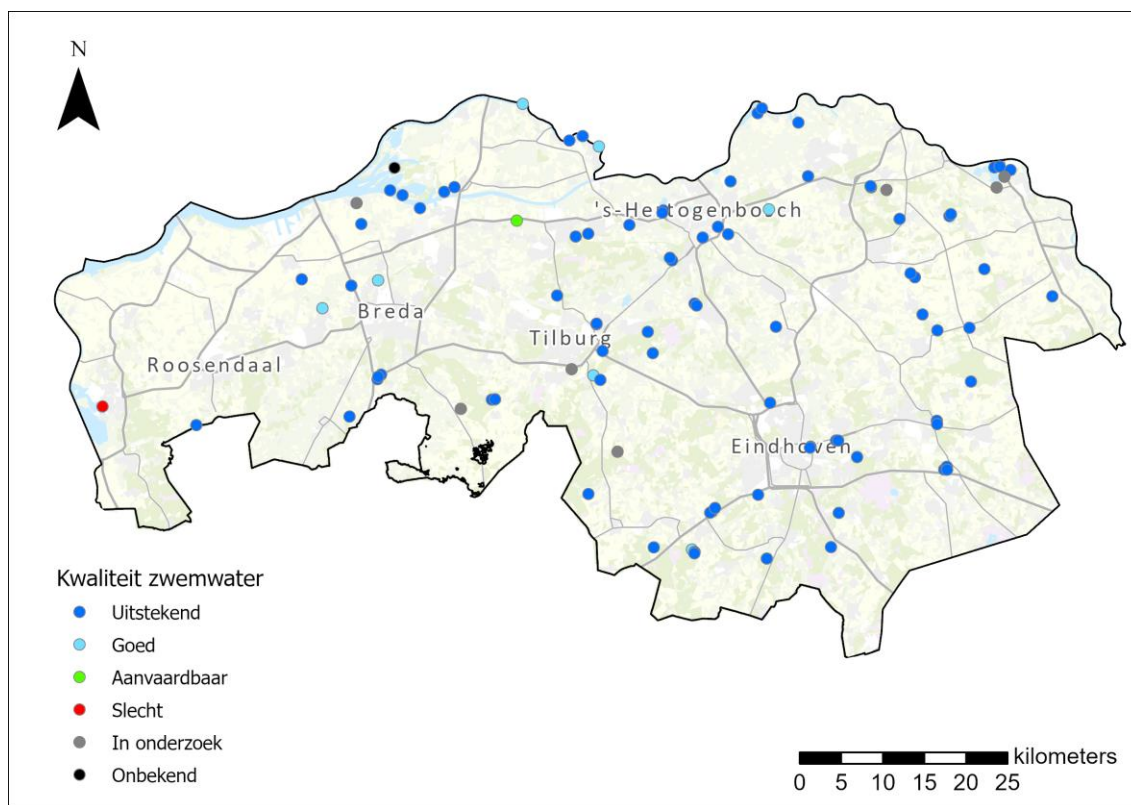 N
's-Hertogenbosch
Breda
Tilburg
Roosendaal
Eindhoven
Kwaliteit zwemwater
Uitstekend
Goed
Aanvaardbaar
Slecht
In onderzoek
Onbekend
kilometers
0 5 10 15 20 25